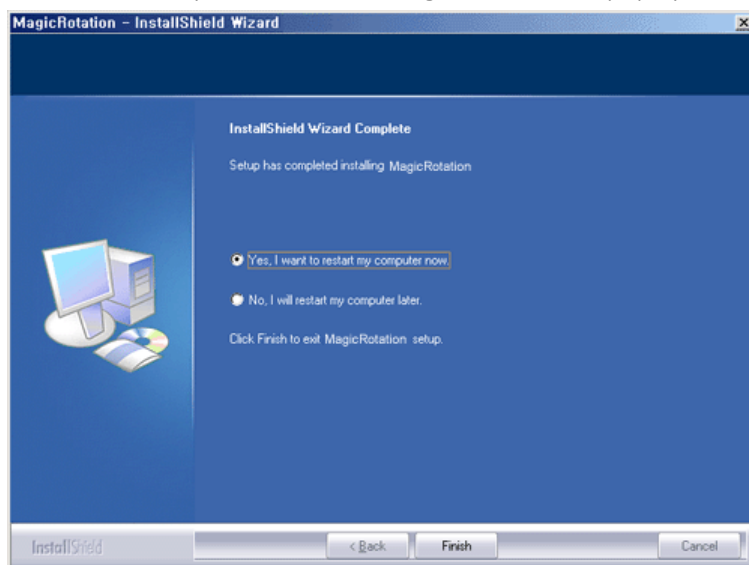 MagicRotation - InstallShield Wizard
InstallShield Wizard Complete
Setup has completed installing MagicRotation
Yes, I want to restart my computer now.
No, I will restart my computer later.
Click Finish to exit MagicRotation setup.
InstallShield
< Back
Finish
Cancel